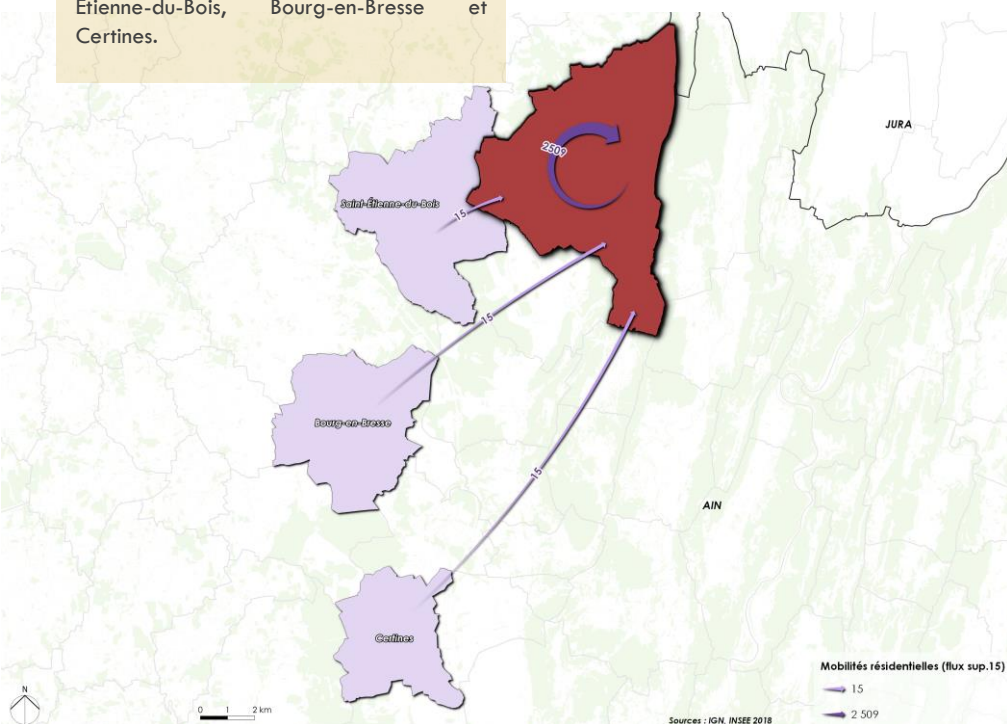 Etienne-du-Bois, Bourg-en-Bresse et
Certines.
JURA
2509
Saint-Étienne-du-Bois
15
15
Bourg-en-Bresse
15
AIN
Certines
Mobilités résidentielles (flux sup.15)
15
2 509
N
0 1 2 km
Sources : IGN, INSEE 2018